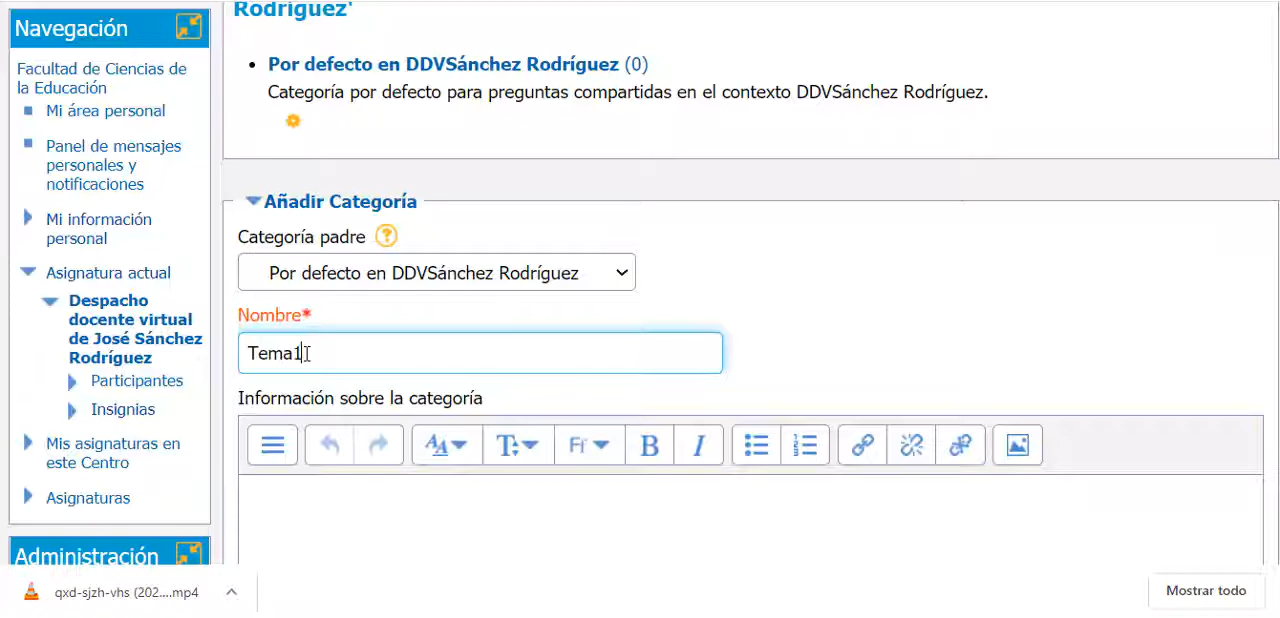 Navegación
Facultad de Ciencias de
la Educación
Mi área personal
Panel de mensajes
personales y
notificaciones
Mi información
personal
Asignatura actual
Despacho
docente virtual
de José Sánchez
Rodríguez
Participantes
Insignias
Mis asignaturas en
este Centro
Asignaturas
Administración
Rodríguez'
Por defecto en DDVSánchez Rodríguez (0)
Categoría por defecto para preguntas compartidas en el contexto DDVSánchez Rodríguez.
Añadir Categoría
Categoría padre ?
Por defecto en DDVSánchez Rodríguez
Nombre*
Tema1
Información sobre la categoría
qxd-sjzh-vhs (202....mp4
Mostrar todo